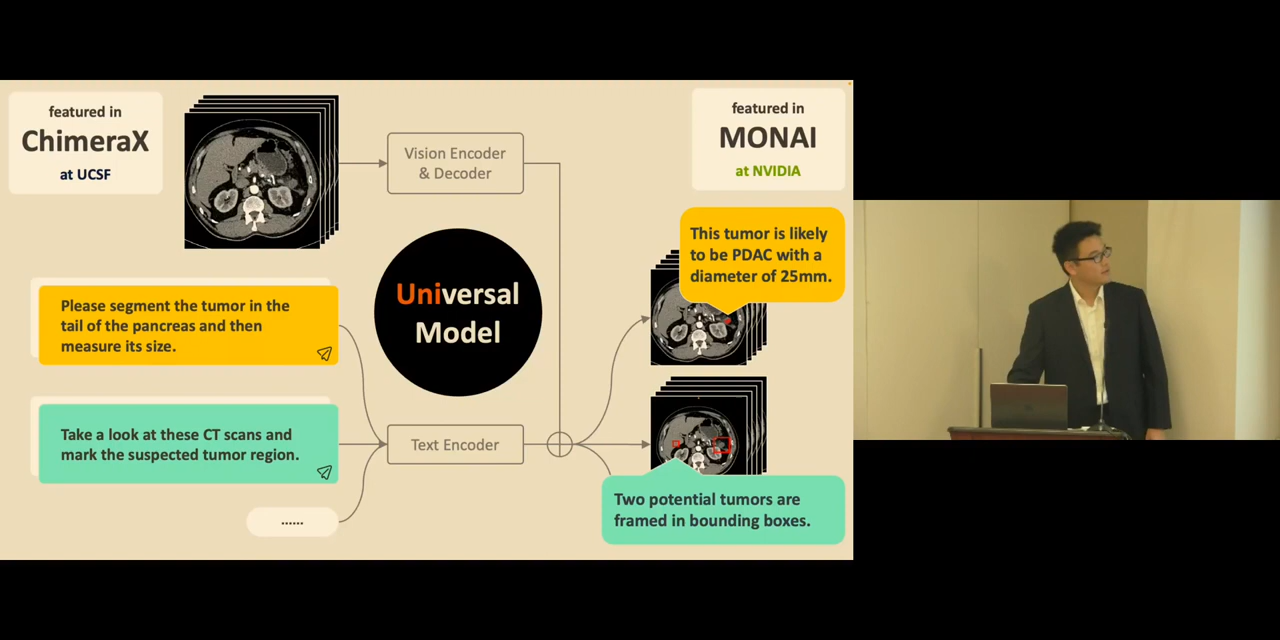 featured in
ChimeraX
at UCSF
Vision Encoder
& Decoder
featured in
MONAI
at NVIDIA
This tumor is likely
to be PDAC with a
diameter of 25mm.
Universal
Model
Please segment the tumor in the
tail of the pancreas and then
measure its size.
Take a look at these CT scans and
mark the suspected tumor region.
Text Encoder
Two potential tumors are
framed in bounding boxes.
......